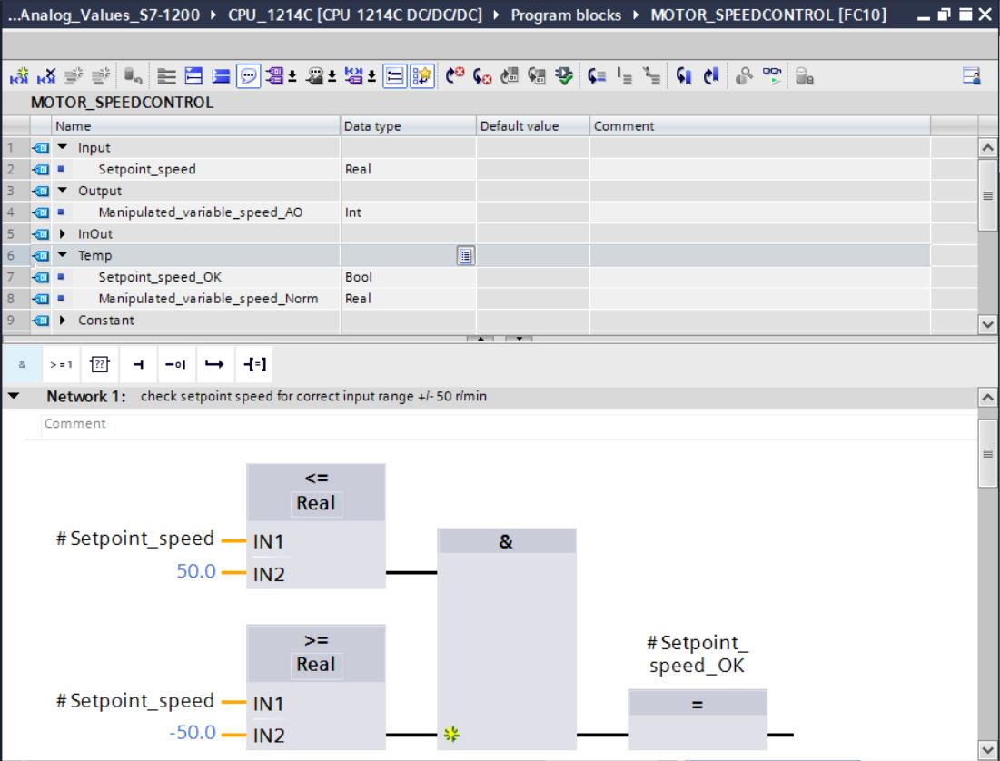 ...Analog_Values_S7-1200 ▸ CPU_1214C [CPU 1214C DC/DC/DC] ▸ Program blocks ▸ MOTOR_SPEEDCONTROL [FC10]
MOTOR_SPEEDCONTROL
Name Data type Default value Comment
1 Input
2 Setpoint_speed Real
3 Output
4 Manipulated_variable_speed_AO Int
5 InOut
6 Temp
7 Setpoint_speed_OK Bool
8 Manipulated_variable_speed_Norm Real
9 Constant
& >=1 ??
Network 1: check setpoint speed for correct input range +/- 50 r/min
Comment
<=
Real
#Setpoint_speed IN1
50.0 IN2
&
>=
Real
#Setpoint_speed IN1
-50.0 IN2
#Setpoint_
speed_OK
=